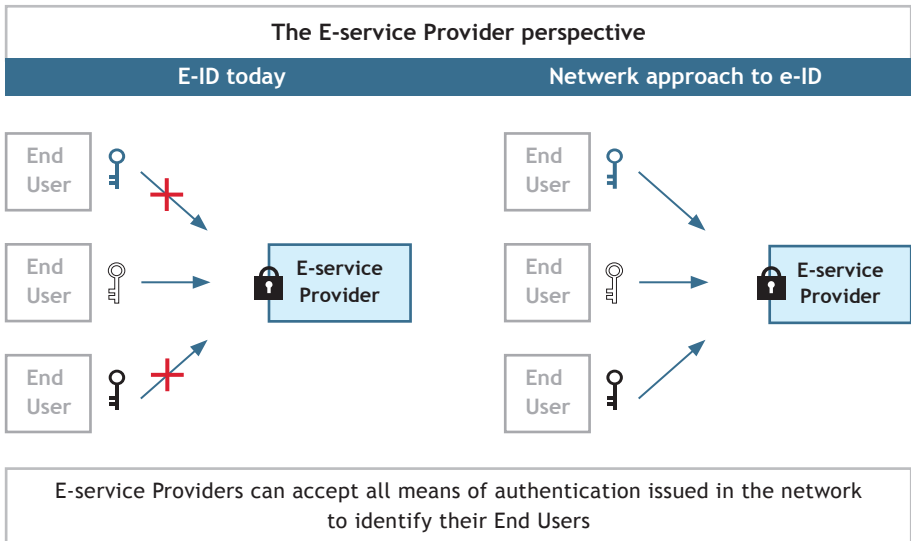 The E-service Provider perspective
E-ID today
Netwerk approach to e-ID
End
User
End
User
End
User
E-service
Provider
End
User
End
User
End
User
E-service
Provider
E-service Providers can accept all means of authentication issued in the network
to identify their End Users